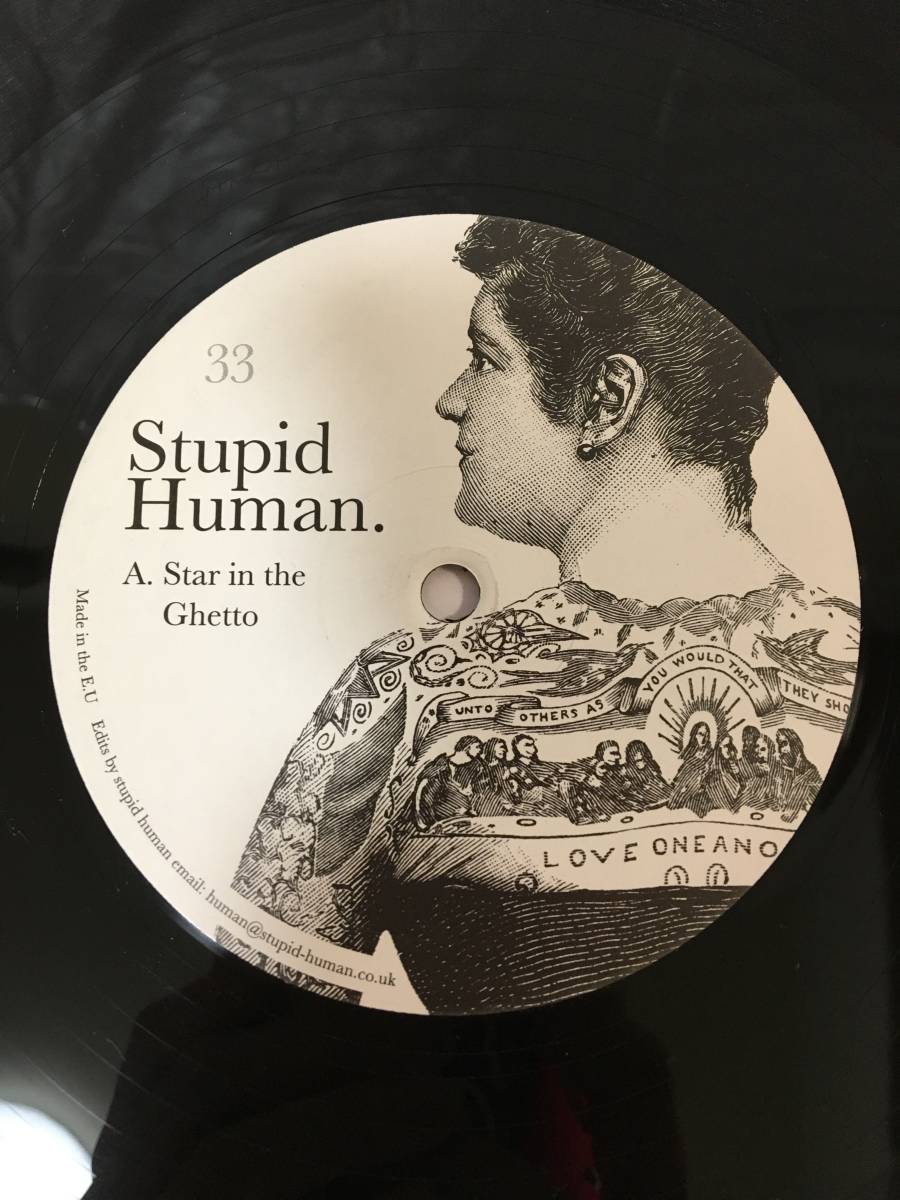 33
Stupid
Human.
A. Star in the
Ghetto
Made in the E.U Edits by stupid human email: human@stupid-human.co.uk
UNTO OTHERS AS YOU WOULD THAT THEY SHO
LOVE ONEANO